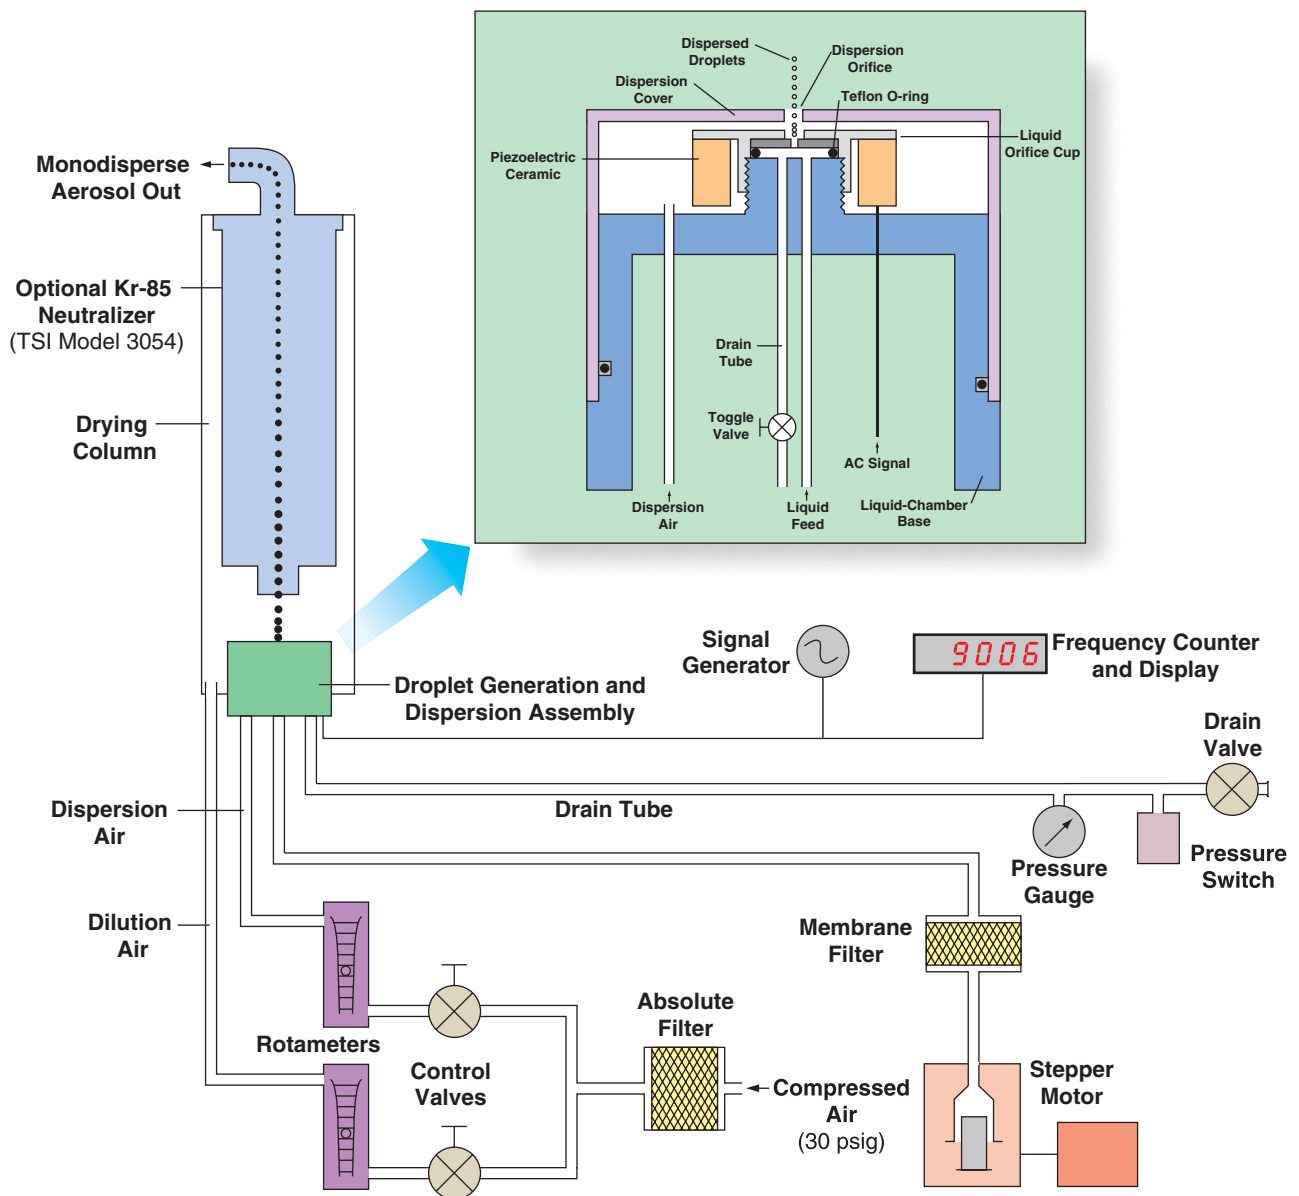 Dispersed
Droplets
Dispersion
Orifice
Dispersion
Cover
Teflon O-ring
Liquid
Orifice Cup
Piezoelectric
Ceramic
Drain
Tube
Toggle
Valve
AC Signal
Dispersion
Air
Liquid
Feed
Liquid-Chamber
Base
Monodisperse
Aerosol Out
Optional Kr-85
Neutralizer
(TSI Model 3054)
Drying
Column
Signal
Generator
9006
Frequency Counter
and Display
Droplet Generation and
Dispersion Assembly
Drain
Valve
Dispersion
Air
Drain Tube
Pressure
Gauge
Pressure
Switch
Dilution
Air
Membrane
Filter
Absolute
Filter
Rotameters
Control
Valves
Compressed
Air
(30 psig)
Stepper
Motor